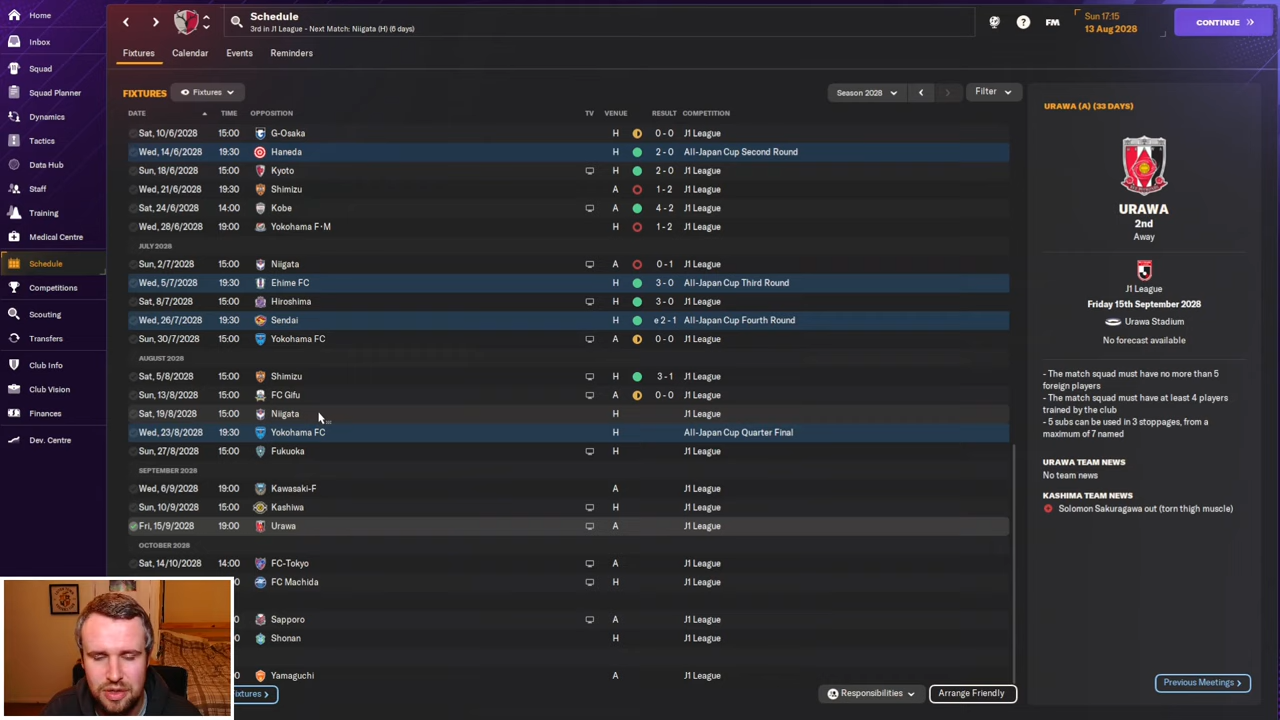 Home
Inbox
Squad
Squad Planner
Dynamics
Tactics
Data Hub
Staff
Training
Medical Centre
Schedule
Competitions
Scouting
Transfers
Club Info
Club Vision
Finances
Dev. Centre
Schedule
3rd in J1 League - Next Match: Niigata (H) (6 days)
? FM Sun 17:15
13 Aug 2028
CONTINUE
Fixtures Calendar Events Reminders
FIXTURES Fixtures Season 2028 Filter
DATE TIME OPPOSITION TV VENUE RESULT COMPETITION
Sat, 10/6/2028 15:00 G-Osaka H 0 - 0 J1 League
Wed, 14/6/2028 19:30 Haneda H 2 - 0 All-Japan Cup Second Round
Sun, 18/6/2028 15:00 Kyoto H 2 - 0 J1 League
Wed, 21/6/2028 19:30 Shimizu A 1 - 2 J1 League
Sat, 24/6/2028 14:00 Kobe A 4 - 2 J1 League
Wed, 28/6/2028 19:00 Yokohama F·M H 1 - 2 J1 League
JULY 2028
Sun, 2/7/2028 15:00 Niigata A 0 - 1 J1 League
Wed, 5/7/2028 19:30 Ehime FC H 3 - 0 All-Japan Cup Third Round
Sat, 8/7/2028 15:00 Hiroshima H 3 - 0 J1 League
Wed, 26/7/2028 19:30 Sendai H e 2 - 1 All-Japan Cup Fourth Round
Sun, 30/7/2028 15:00 Yokohama FC A 0 - 0 J1 League
AUGUST 2028
Sat, 5/8/2028 15:00 Shimizu H 3 - 1 J1 League
Sun, 13/8/2028 15:00 FC Gifu A 0 - 0 J1 League
Sat, 19/8/2028 15:00 Niigata H J1 League
Wed, 23/8/2028 19:30 Yokohama FC H All-Japan Cup Quarter Final
Sun, 27/8/2028 15:00 Fukuoka H J1 League
SEPTEMBER 2028
Wed, 6/9/2028 19:00 Kawasaki-F A J1 League
Sun, 10/9/2028 15:00 Kashiwa H J1 League
Fri, 15/9/2028 19:00 Urawa A J1 League
OCTOBER 2028
Sat, 14/10/2028 14:00 FC-Tokyo A J1 League
FC Machida H J1 League
Sapporo A J1 League
Shonan H J1 League
Yamaguchi A J1 League
Responsibilities Arrange Friendly
URAWA (A) (33 DAYS)
URAWA
2nd
Away
J1 League
Friday 15th September 2028
Urawa Stadium
No forecast available
- The match squad must have no more than 5
foreign players
- The match squad must have at least 4 players
trained by the club
- 5 subs can be used in 3 stoppages, from a
maximum of 7 named
URAWA TEAM NEWS
No team news
KASHIMA TEAM NEWS
Solomon Sakuragawa out (torn thigh muscle)
Previous Meetings